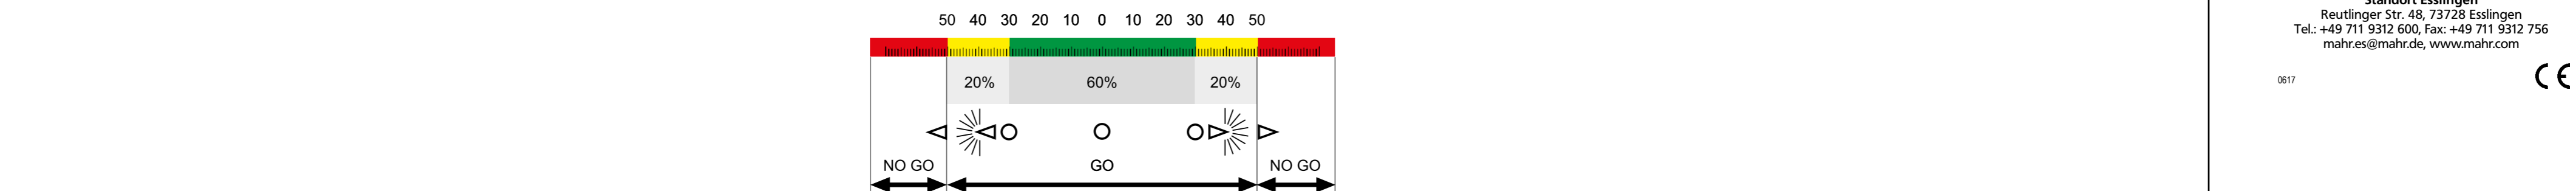 50 40 30 20 10 0 10 20 30 40 50
20% 60% 20%
NO GO GO NO GO
Standort Esslingen
Reutlinger Str. 48, 73728 Esslingen
Tel.: +49 711 9312 600, Fax: +49 711 9312 756
mahr.es@mahr.de, www.mahr.com
0617
CE